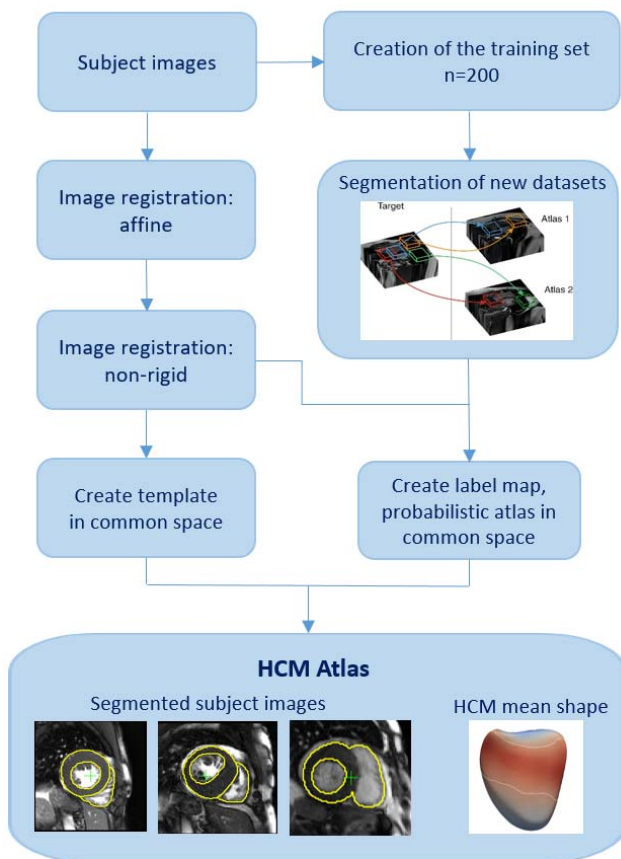 Subject images
Creation of the training set
n=200
Image registration:
affine
Segmentation of new datasets
Target
Atlas 1
Atlas 2
Image registration:
non-rigid
Create template
in common space
Create label map,
probabilistic atlas in
common space
HCM Atlas
Segmented subject images
HCM mean shape